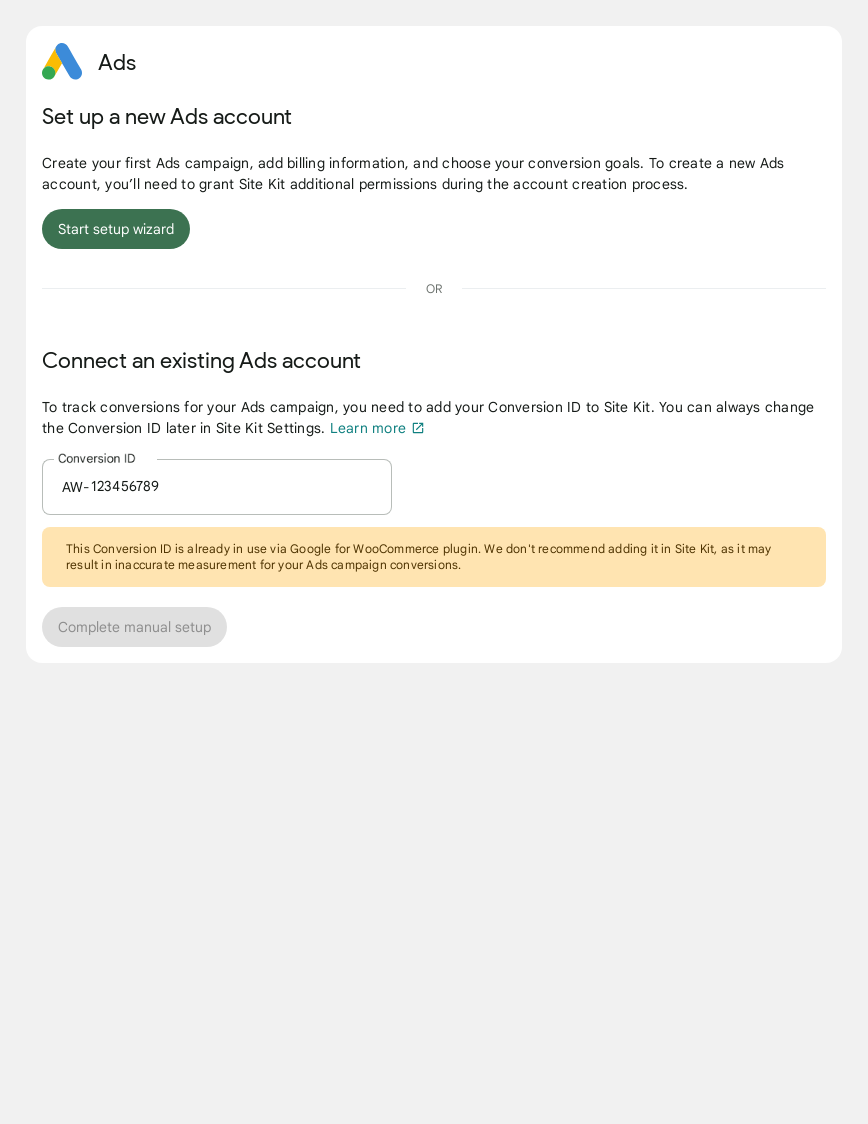 Ads
Set up a new Ads account
Create your first Ads campaign, add billing information, and choose your conversion goals. To create a new Ads
account, you’ll need to grant Site Kit additional permissions during the account creation process.
Start setup wizard
OR
Connect an existing Ads account
To track conversions for your Ads campaign, you need to add your Conversion ID to Site Kit. You can always change
the Conversion ID later in Site Kit Settings. Learn more
Conversion ID
AW-123456789
This Conversion ID is already in use via Google for WooCommerce plugin. We don't recommend adding it in Site Kit, as it may
result in inaccurate measurement for your Ads campaign conversions.
Complete manual setup